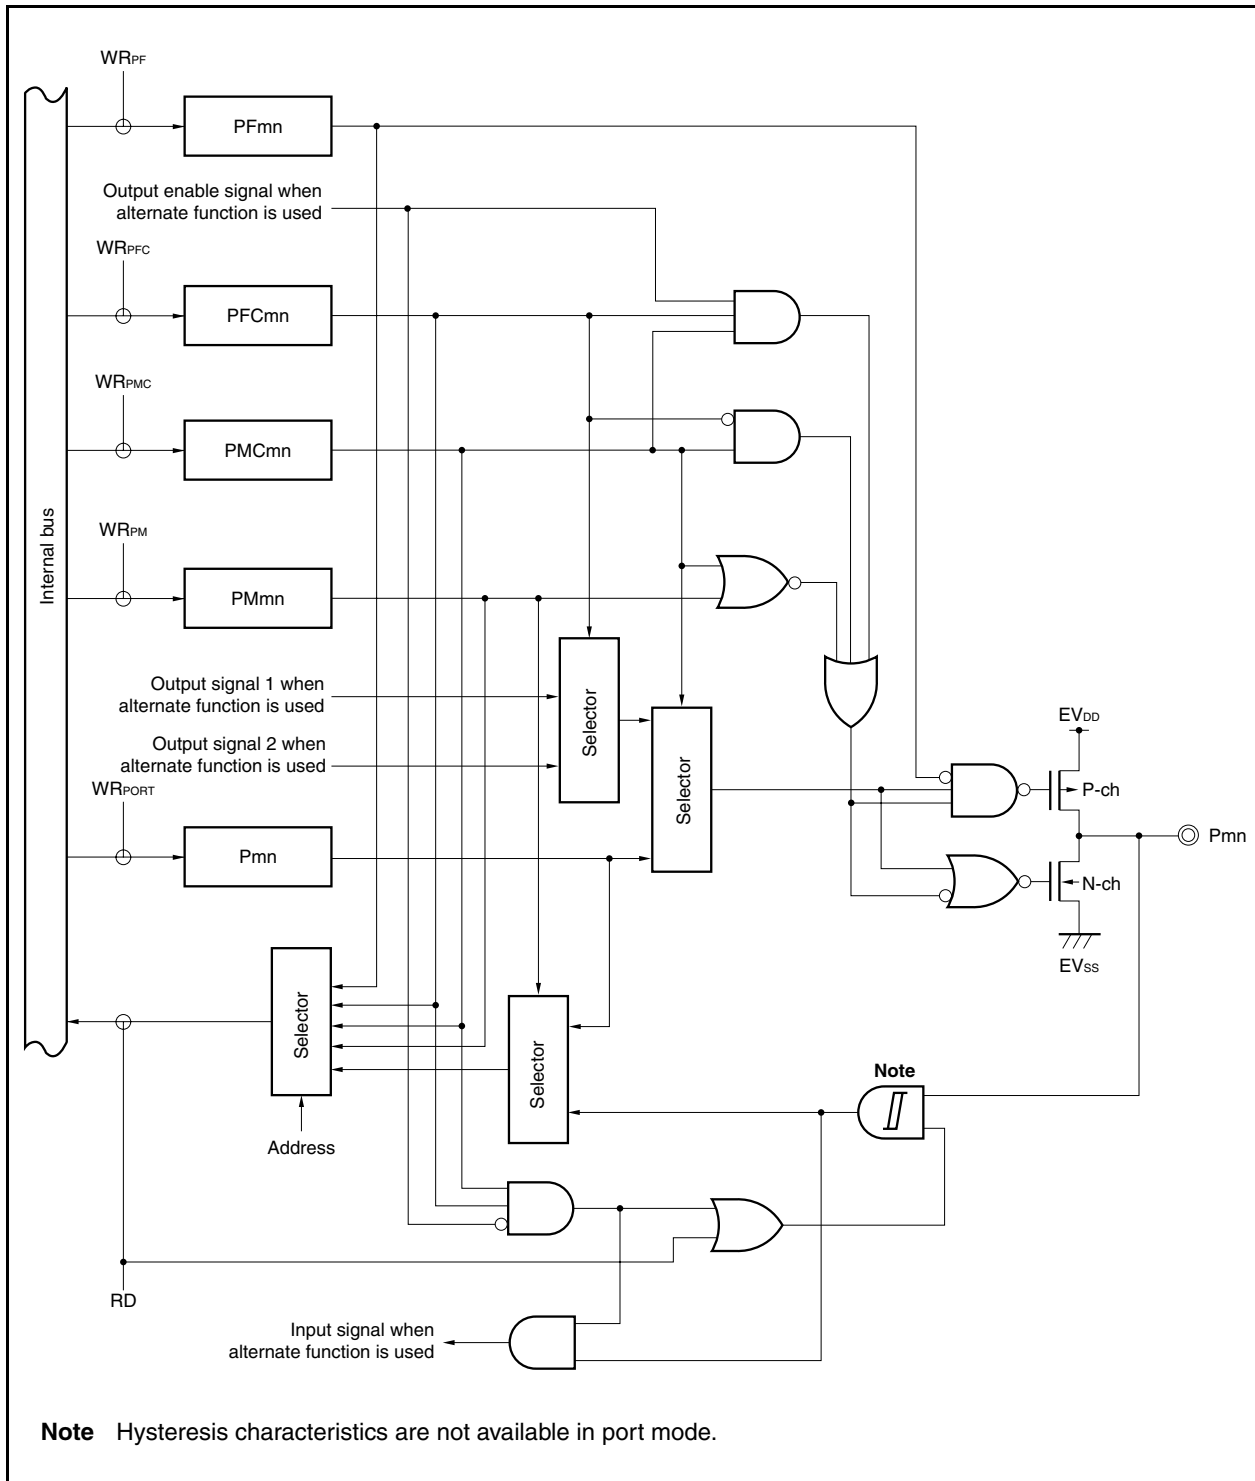 WRPF
PFmn
Output enable signal when
alternate function is used
WRPFC
PFCmn
WRPMC
PMCmn
Internal bus
WRPM
PMmn
Output signal 1 when
alternate function is used
Selector
Output signal 2 when
alternate function is used
Selector
WRPORT
Pmn
EVDD
P-ch
Pmn
N-ch
EVSS
Selector
Selector
Address
Note
RD
Input signal when
alternate function is used
Note Hysteresis characteristics are not available in port mode.